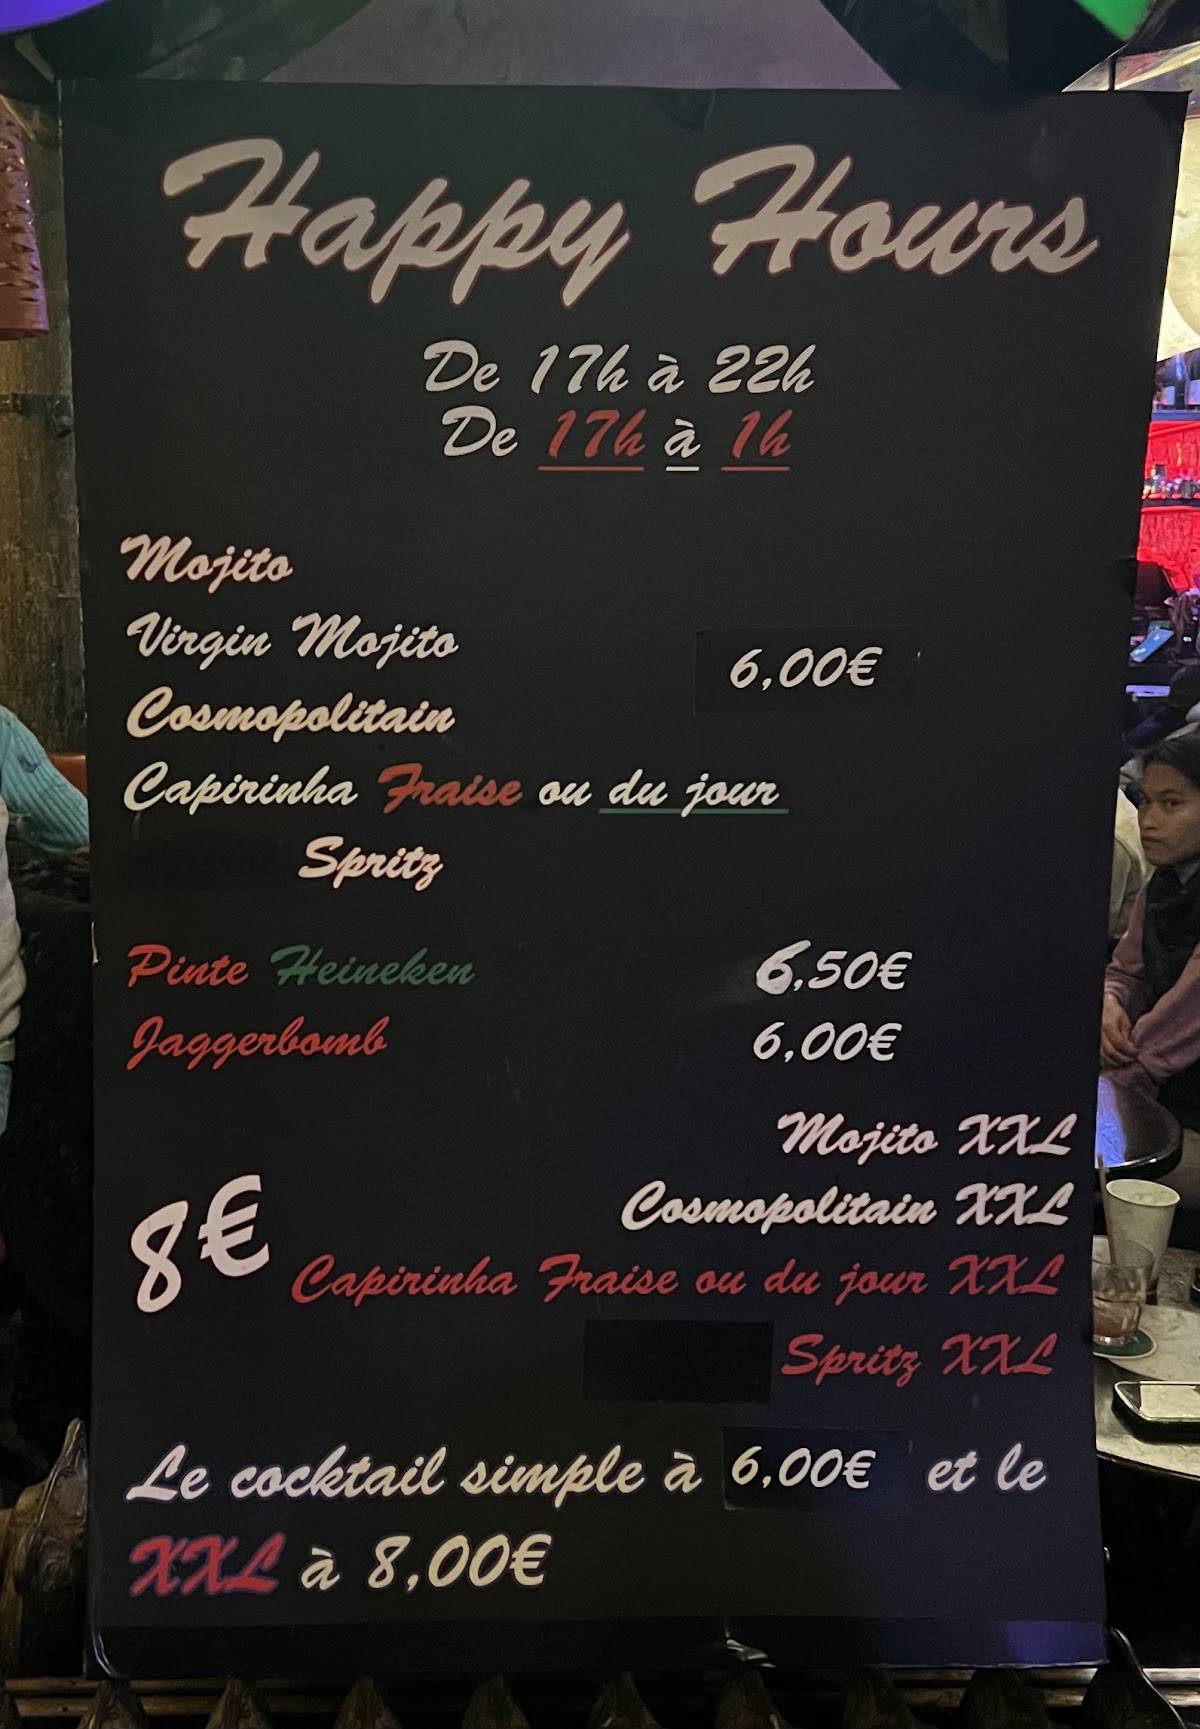 Happy Hours
De 17h à 22h
De 17h à 1h
Mojito
Virgin Mojito
6,00€
Cosmopolitain
Capirinha Fraise ou du jour
Spritz
Pinte Heineken 6,50€
Jaggerbomb 6,00€
Mojito XXL
Cosmopolitain XXL
8€
Capirinha Fraise ou du jour XXL
Spritz XXL
Le cocktail simple à 6,00€ et le
XXL à 8,00€